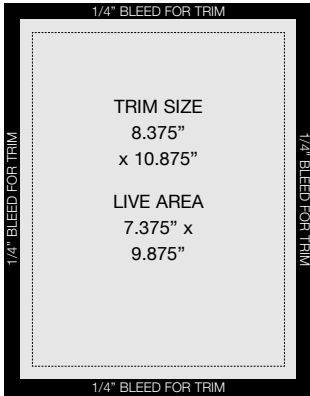 1/4” BLEED FOR TRIM
1/4” BLEED FOR TRIM
TRIM SIZE
8.375”
x 10.875”
LIVE AREA
7.375” x
9.875”
1/4” BLEED FOR TRIM
1/4” BLEED FOR TRIM